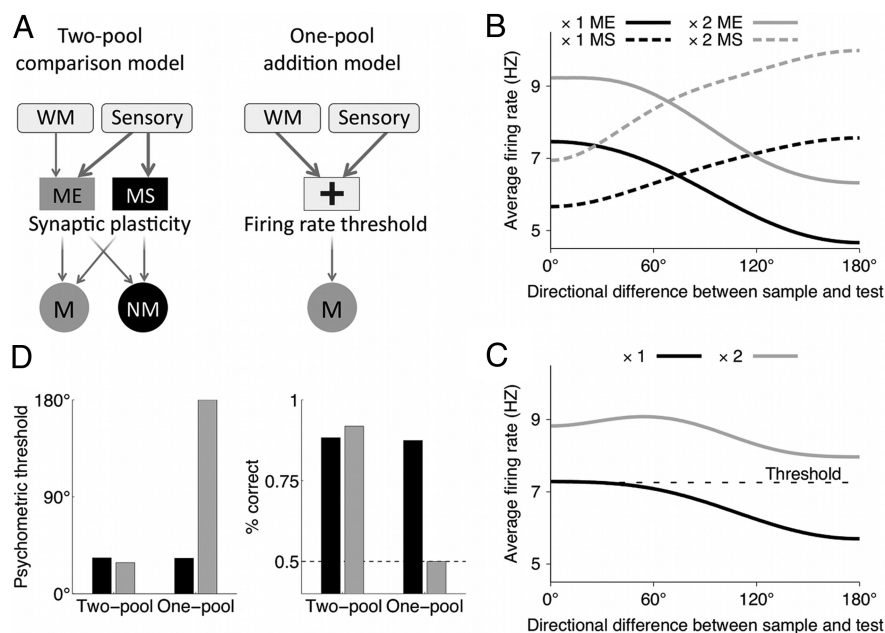 A
Two-pool
comparison model
One-pool
addition model
WM
Sensory
WM
Sensory
ME
MS
+
Synaptic plasticity
Firing rate threshold
M
NM
M
B
× 1 ME
× 2 ME
× 1 MS
× 2 MS
Average firing rate (HZ)
9
7
5
0°
60°
120°
180°
Directional difference between sample and test
D
Psychometric threshold
180°
90°
0°
Two–pool
One–pool
% correct
1
0.75
0.5
Two–pool
One–pool
C
× 1
× 2
Average firing rate (HZ)
9
7
5
Threshold
0°
60°
120°
180°
Directional difference between sample and test